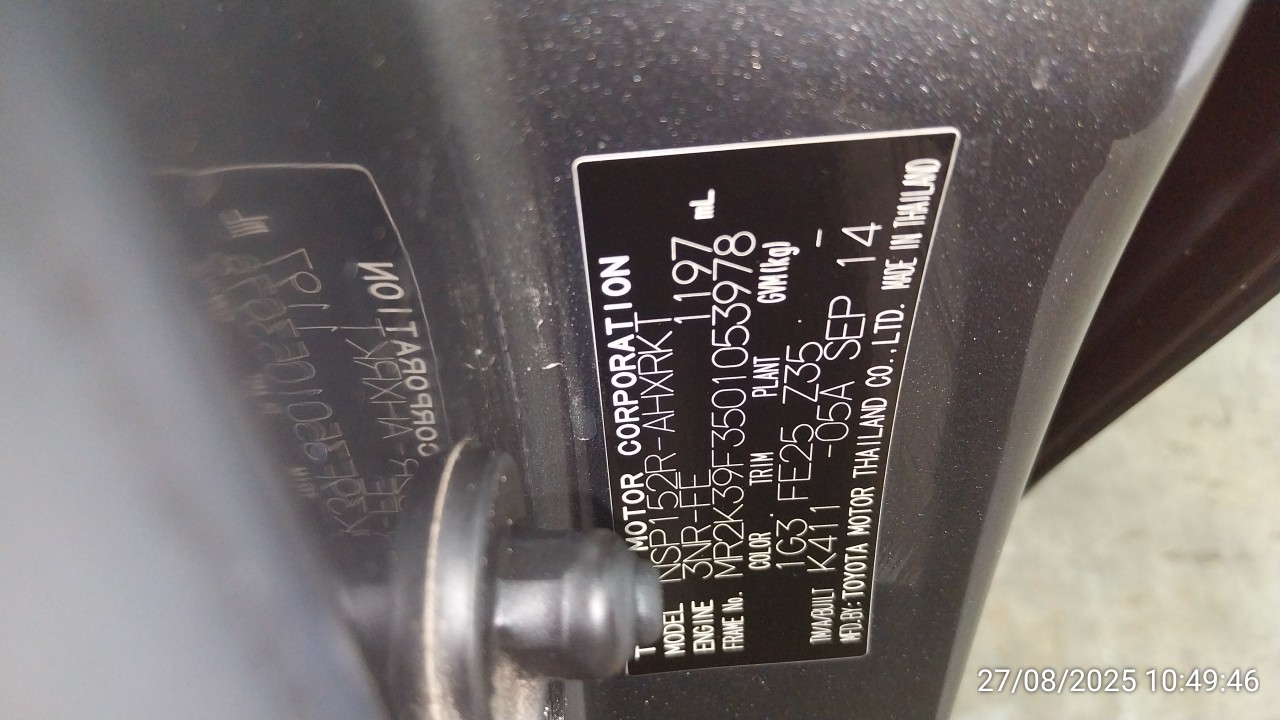 T MOTOR CORPORATION
MODEL NSP152R-AHXRKT
ENGINE 3NR-FE 1197 mL
FRAME No. MR2K39F3501053978
COLOR TRIM PLANT GVM(kg)
1G3 FE25 Z35 -
TM/A/BUILT K411 -05A SEP 14
MFD.BY: TOYOTA MOTOR THAILAND CO.,LTD. MADE IN THAILAND
27/08/2025 10:49:46